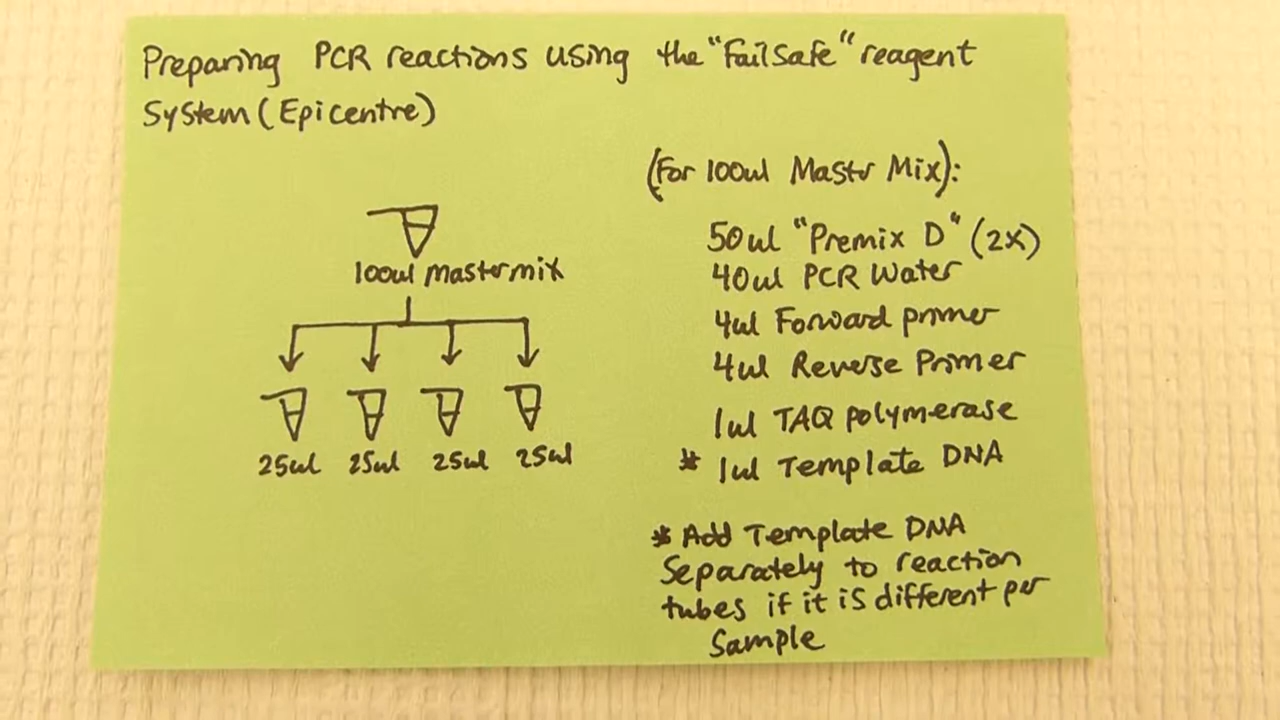 Preparing PCR reactions using the "FailSafe" reagent
System (Epicentre)
100ul mastermix
25ul 25ul 25ul 25ul
(For 100ul Master Mix):
50ul "Premix D" (2X)
40ul PCR Water
4ul Forward primer
4ul Reverse Primer
1ul TAQ polymerase
* 1ul Template DNA
* Add Template DNA
Separately to reaction
tubes if it is different per
Sample